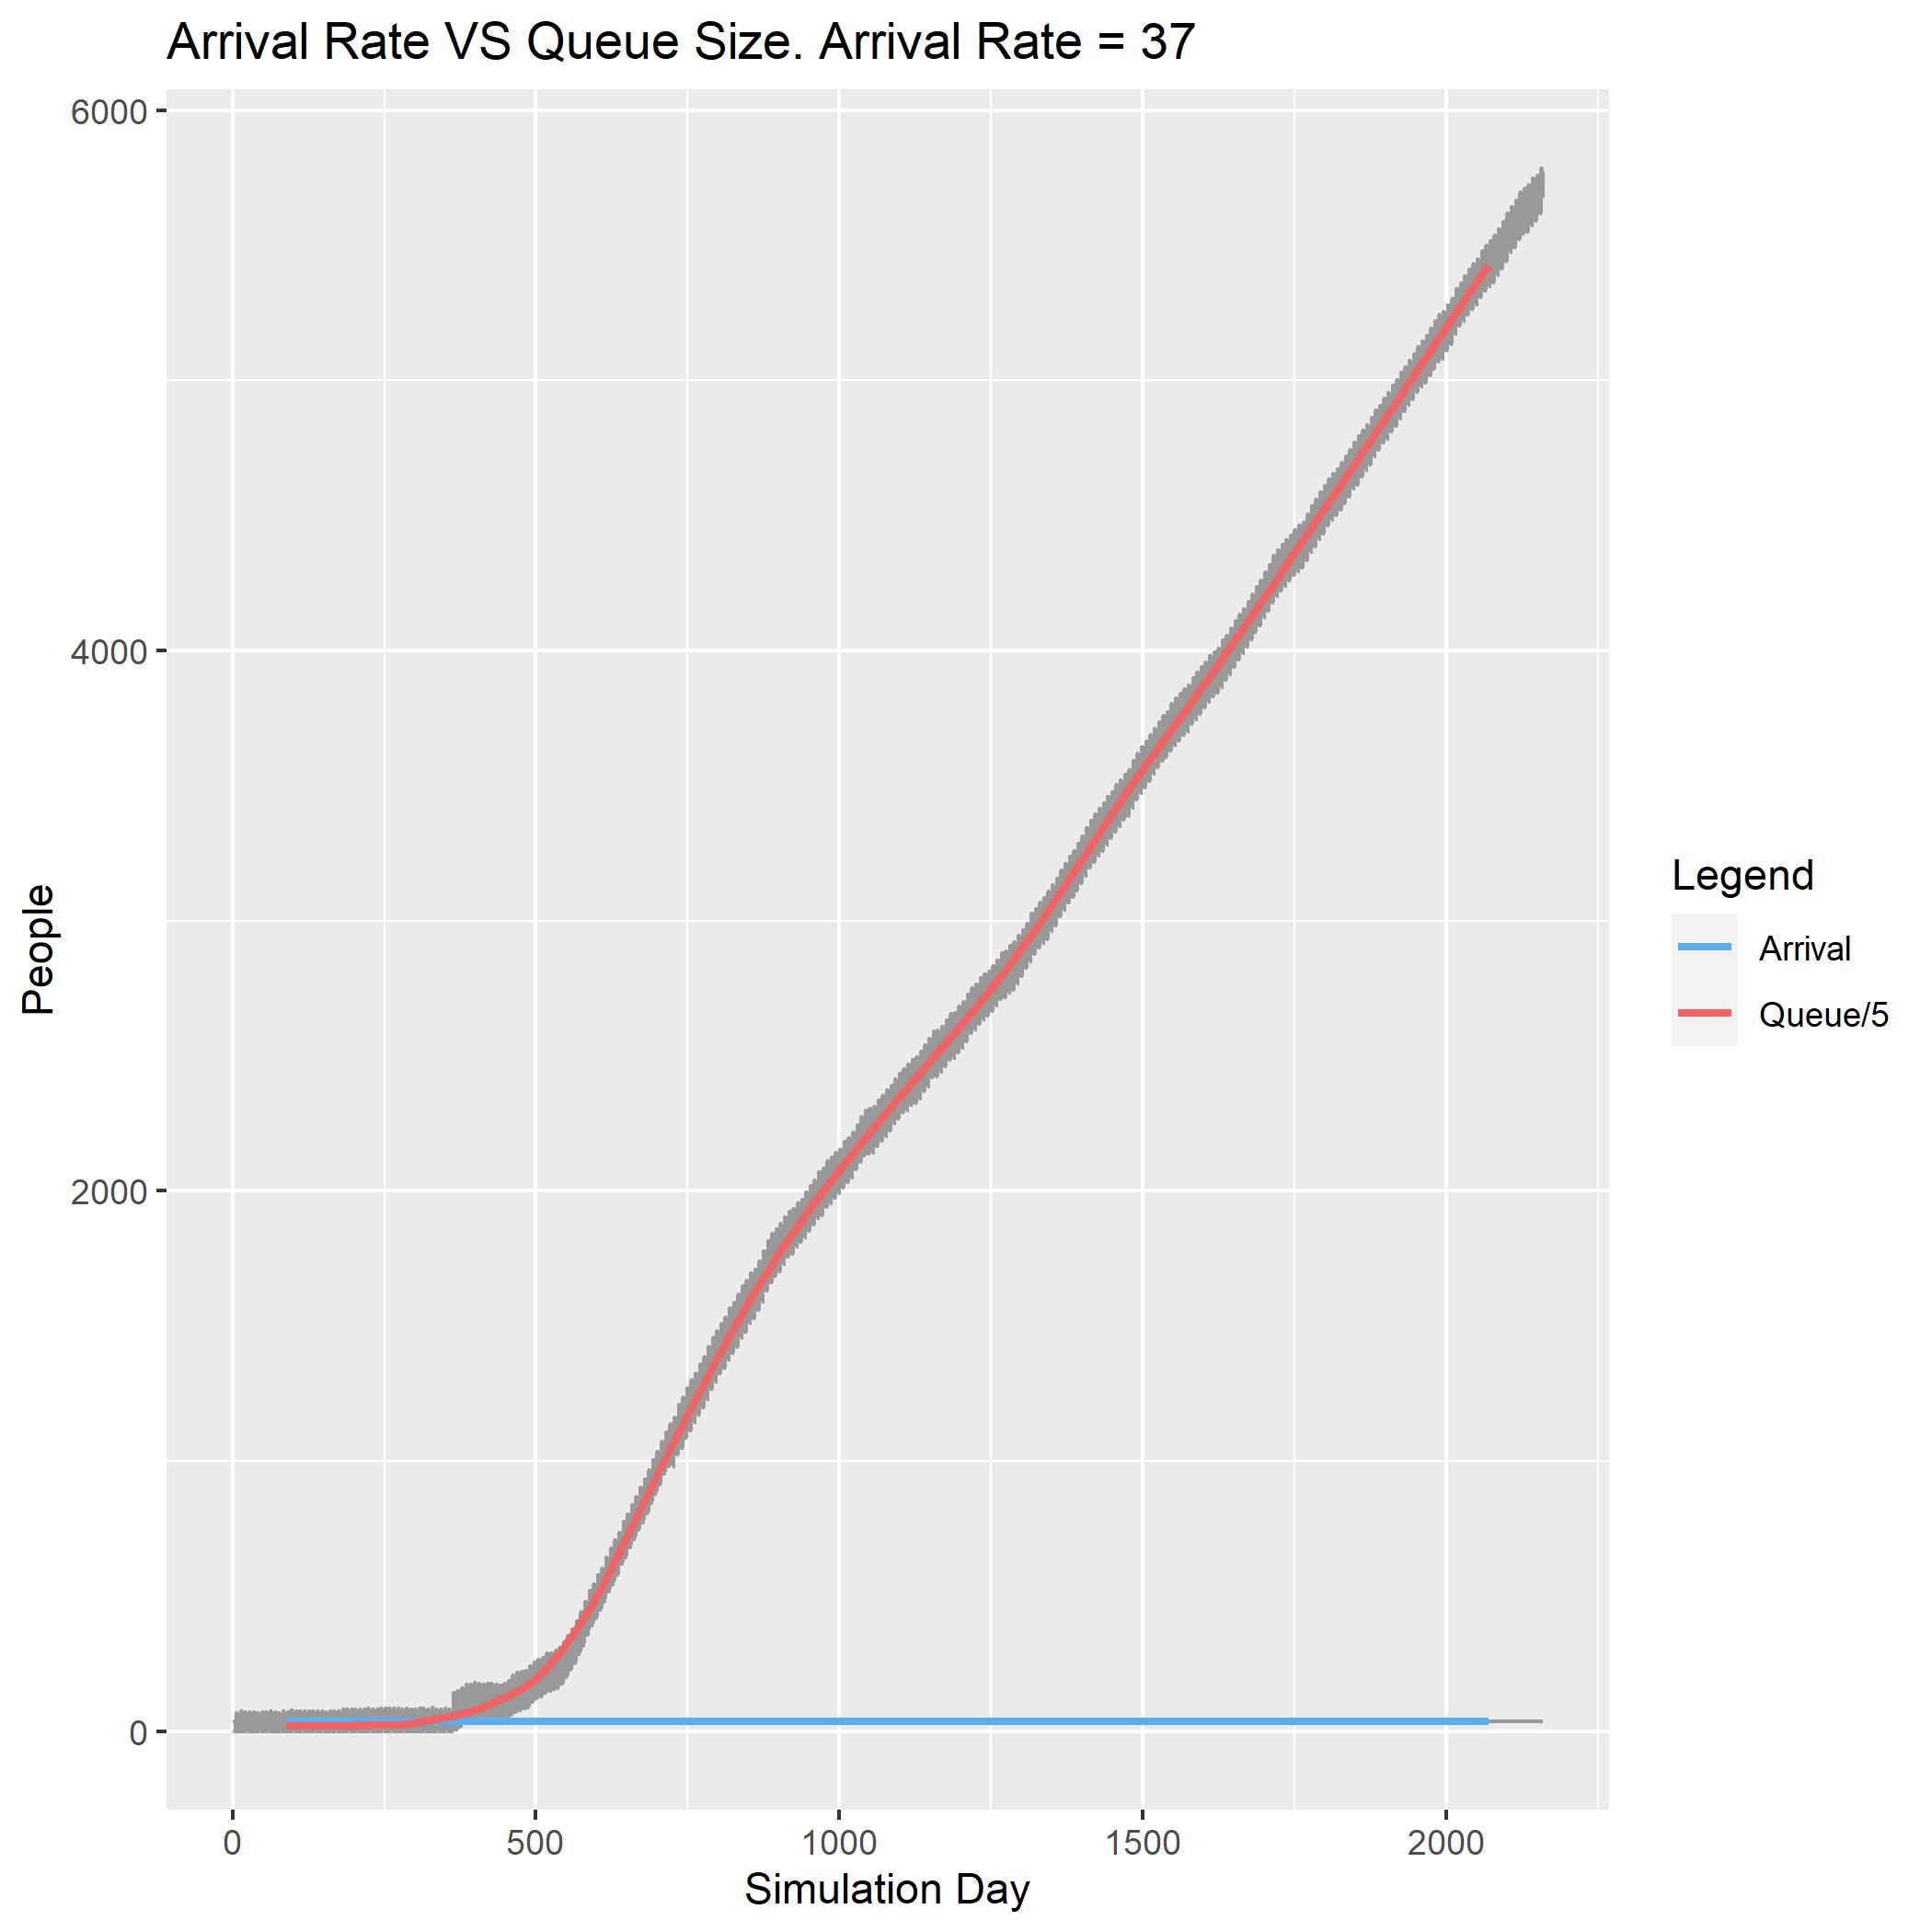 Arrival Rate VS Queue Size. Arrival Rate = 37
6000
4000
2000
0
People
0 500 1000 1500 2000
Simulation Day
Legend
Arrival
Queue/5